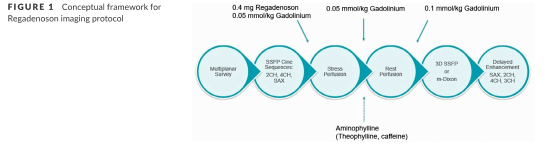 FIGURE 1 Conceptual framework for
Regadenoson imaging protocol
0.4 mg Regadenoson
0.05 mmol/kg Gadolinium
0.05 mmol/kg Gadolinium
0.1 mmol/kg Gadolinium
Multiplanar
Survey
SSFP Cine
Sequences
2CH, 4CH,
SAX
Stress
Perfusion
Rest
Perfusion
3D SSFP
or
m-Dixon
Delayed
Enhancement
SAX, 2CH,
4CH, 3CH
Aminophylline
(Theophylline, caffeine)